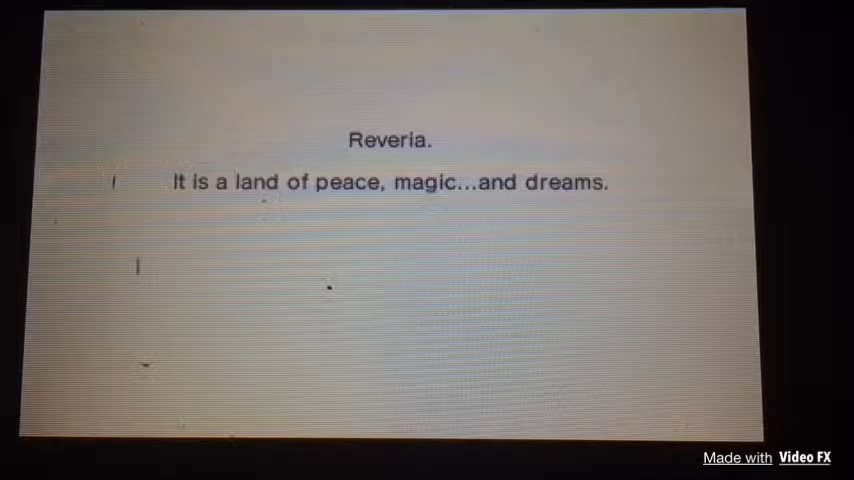 Reveria.
It is a land of peace, magic...and dreams.
Made with Video FX